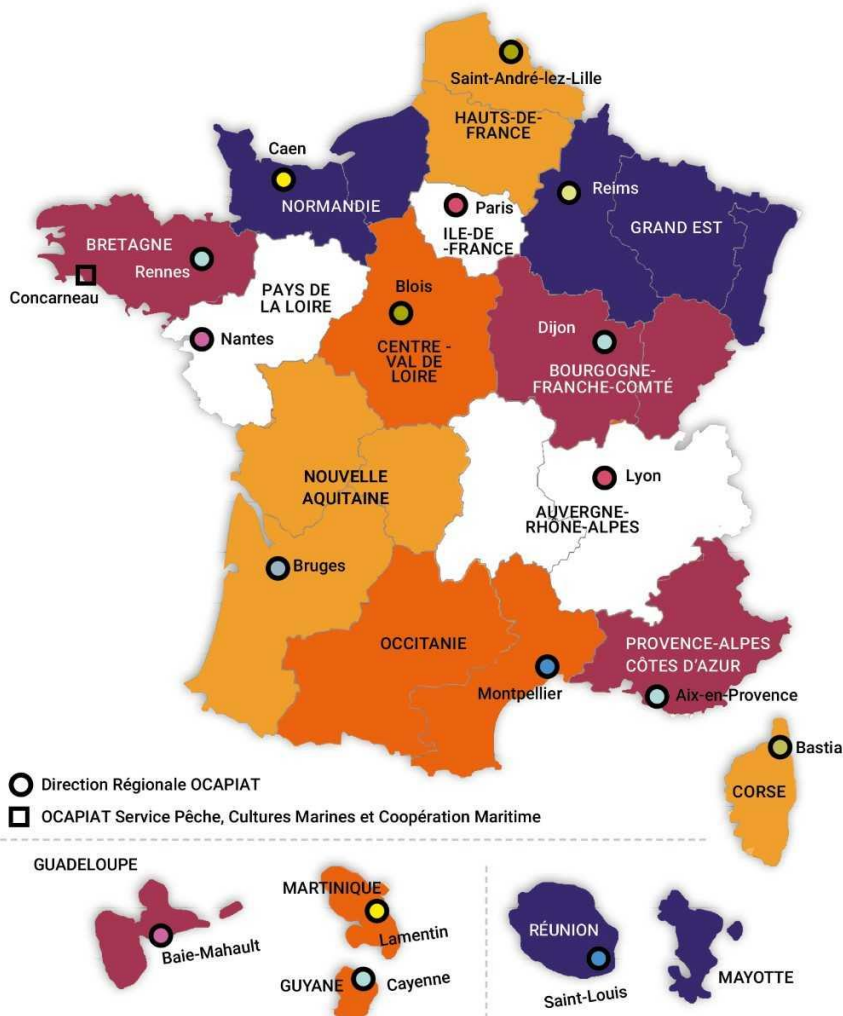 Saint-André-lez-Lille
HAUTS-DE-
FRANCE
Caen
NORMANDIE
Reims
Paris
ILE-DE
-FRANCE
GRAND EST
BRETAGNE
Rennes
Concarneau
PAYS DE
LA LOIRE
Nantes
Blois
CENTRE -
VAL DE
LOIRE
Dijon
BOURGOGNE-
FRANCHE-COMTÉ
NOUVELLE
AQUITAINE
Lyon
AUVERGNE-
RHÔNE-ALPES
Bruges
OCCITANIE
Montpellier
PROVENCE-ALPES
CÔTES D'AZUR
Aix-en-Provence
Bastia
CORSE
Direction Régionale OCAPIAT
OCAPIAT Service Pêche, Cultures Marines et Coopération Maritime
GUADELOUPE
Baie-Mahault
MARTINIQUE
Lamentin
GUYANE
Cayenne
RÉUNION
Saint-Louis
MAYOTTE